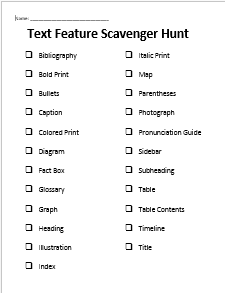 Name: ____________________
Text Feature Scavenger Hunt
Bibliography
Bold Print
Bullets
Caption
Colored Print
Diagram
Fact Box
Glossary
Graph
Heading
Illustration
Index
Italic Print
Map
Parentheses
Photograph
Pronunciation Guide
Sidebar
Subheading
Table
Table Contents
Timeline
Title